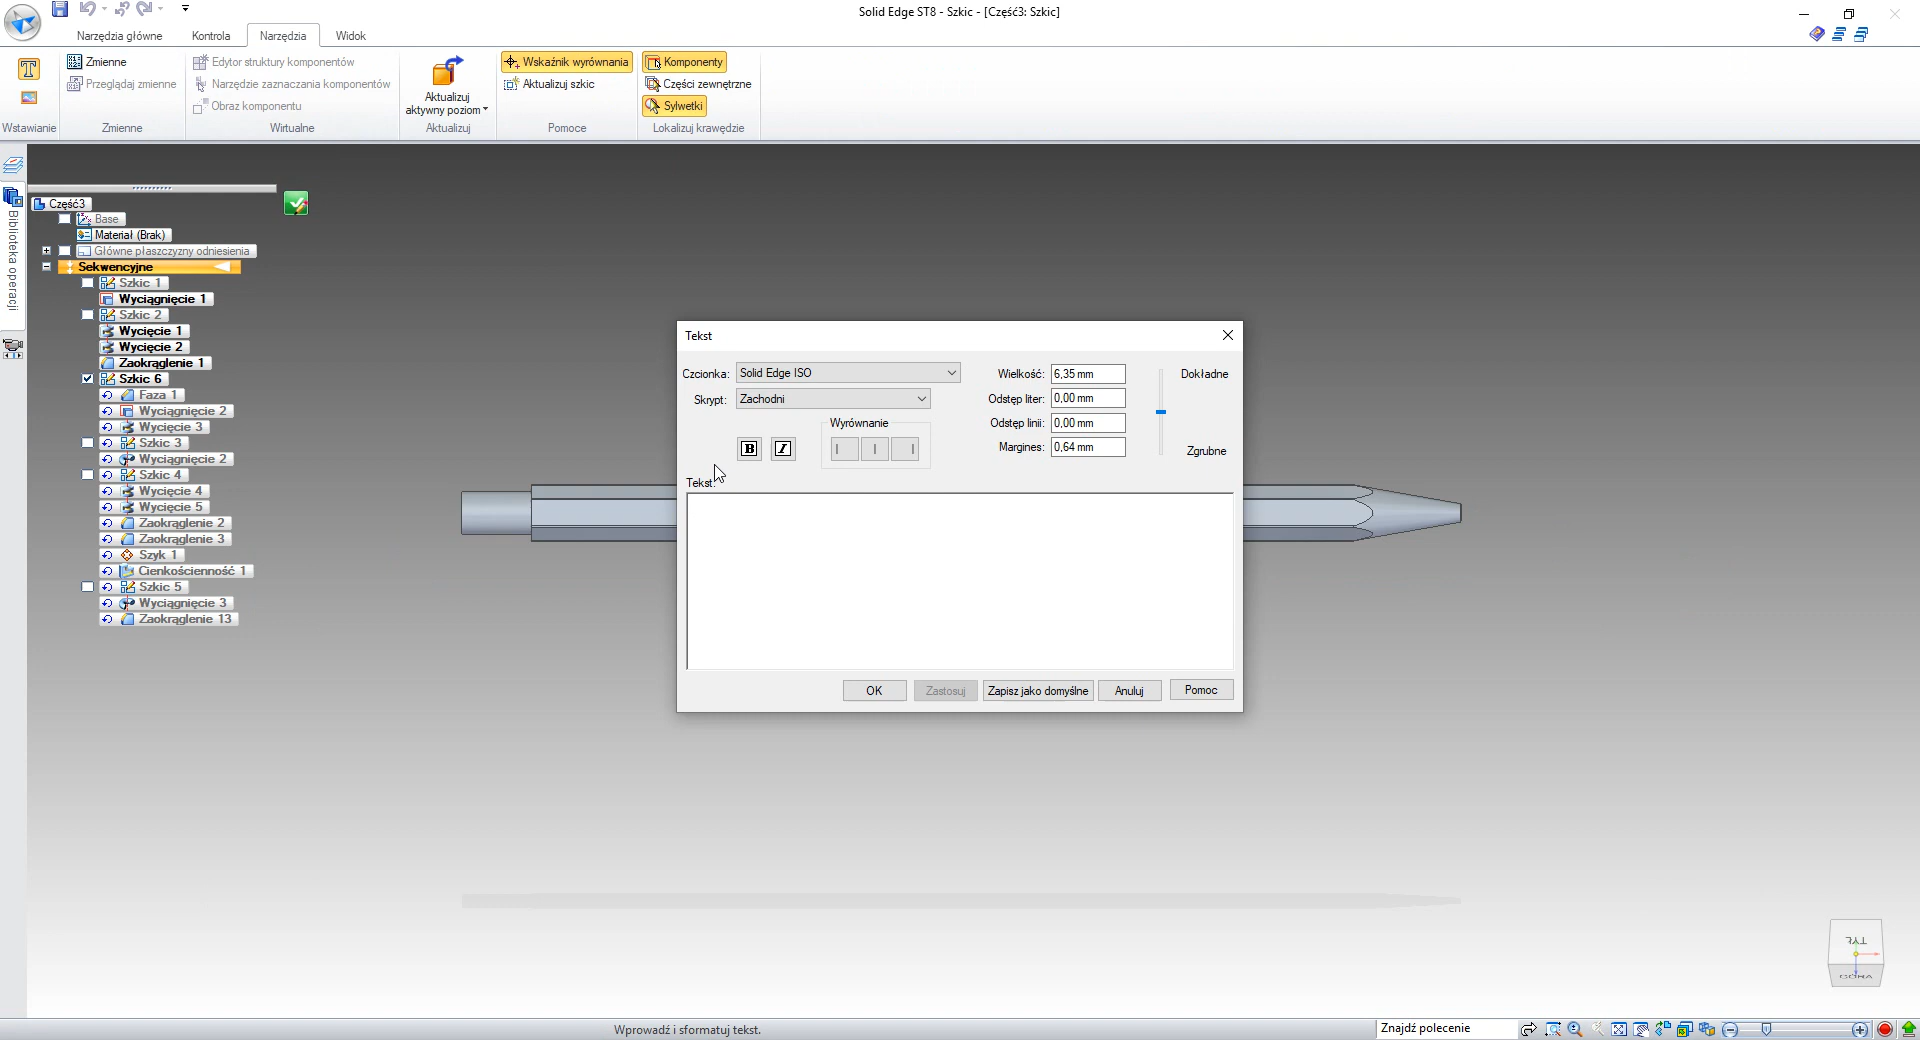 Solid Edge ST8 - Szkic - [Część3: Szkic]
Narzędzia główne
Kontrola
Narzędzia
Widok
Zmienne
Przeglądaj zmienne
Edytor struktury komponentów
Narzędzie zaznaczania komponentów
Obraz komponentu
Aktualizuj
aktywny poziom
Wskaźnik wyrównania
Aktualizuj szkic
Komponenty
Części zewnętrzne
Sylwetki
Wstawianie
Zmienne
Wirtualne
Aktualizuj
Pomoce
Lokalizuj krawędzie
Biblioteka operacji
Część3
Base
Materiał (Brak)
Główne płaszczyzny odniesienia
Sekwencyjne
Szkic 1
Wyciągnięcie 1
Szkic 2
Wycięcie 1
Wycięcie 2
Zaokrąglenie 1
Szkic 6
Faza 1
Wyciągnięcie 2
Wycięcie 3
Szkic 3
Wyciągnięcie 2
Szkic 4
Wycięcie 4
Wycięcie 5
Zaokrąglenie 2
Zaokrąglenie 3
Szyk 1
Cienkościenność 1
Szkic 5
Wyciągnięcie 3
Zaokrąglenie 13
Tekst
Czcionka: Solid Edge ISO
Wielkość: 6,35 mm
Dokładne
Skrypt: Zachodni
Odstęp liter: 0,00 mm
Wyrównanie
Odstęp linii: 0,00 mm
B I
Margines: 0,64 mm
Zgrubne
Tekst:
OK
Zastosuj
Zapisz jako domyślne
Anuluj
Pomoc
TYŁ
GÓRA
Wprowadź i sformatuj tekst.
Znajdź polecenie